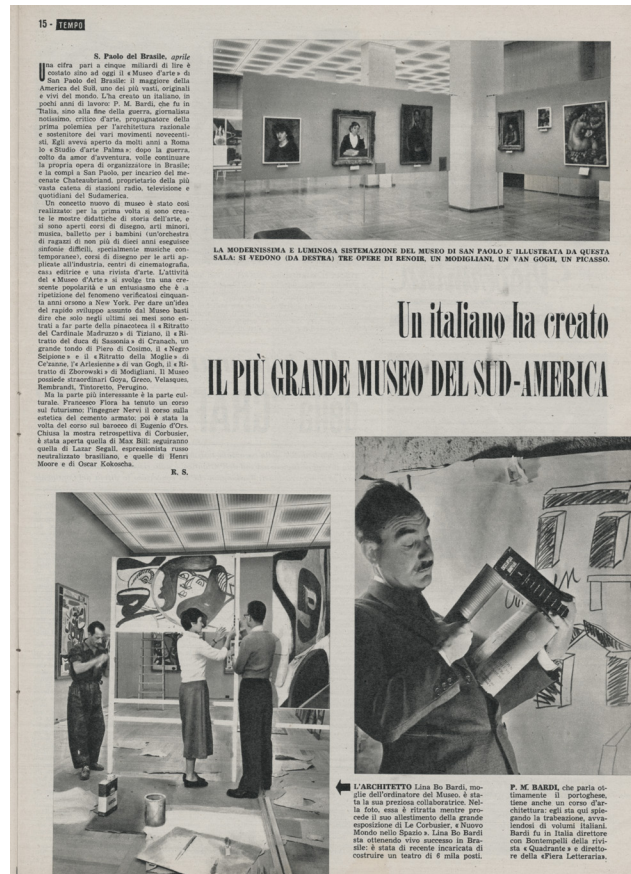 15 - TEMPO
S. Paolo del Brasile, aprile
Una cifra pari a cinque miliardi di lire è
costato sino ad oggi il « Museo d'arte » di
San Paolo del Brasile: il maggiore della
America del Sud, uno dei più vasti, originali
e vivi del mondo. L'ha creato un italiano, in
pochi anni di lavoro: P. M. Bardi, che fu in
Italia, sino alla fine della guerra, giornalista
notissimo, critico d'arte, propugnatore della
prima polemica per l'architettura razionale
e sostenitore dei vari movimenti novecenti-
sti. Egli aveva aperto da molti anni a Roma
lo « Studio d'arte Palma »; dopo la guerra,
colto da amor d'avventura, volle continuare
la propria opera di organizzatore in Brasile;
e la compì a San Paolo, per incarico del me-
cenate Chateaubriand, proprietario della più
vasta catena di stazioni radio, televisione e
quotidiani del Sudamerica.
Un concetto nuovo di museo è stato così
realizzato: per la prima volta si sono crea-
te le mostre didattiche di storia dell'arte, e
si sono aperti corsi di disegno, arti minori,
musica, balletto per i bambini (un'orchestra
di ragazzi di non più di dieci anni eseguisce
sinfonie difficili, specialmente musiche con-
temporanee), corsi di disegno per le arti ap-
plicate all'industria, rentri di cinematografia,
casa editrice e una rivista d'arte. L'attività
del « Museo d'Arte » si svolge tra una cre-
scente popolarità e un entusiasmo che è la
ripetizione del fenomeno verificatosi cinquan-
ta anni orsono a New York. Per dare un'idea
del rapido sviluppo assunto dal Museo basti
dire che solo negli ultimi sei mesi sono en-
trati a far parte della pinacoteca il « Ritratto
del Cardinale Madruzzo » di Tiziano, il « Ri-
tratto del duca di Sassonia » di Cranach, un
grande tondo di Piero di Cosimo, il « Negro
Scipione » e il « Ritratto della Moglie » di
Cézanne, l'« Arlesienne » di van Gogh, il « Ri-
tratto di Zborowski » di Modigliani. Il Museo
possiede straordinari Goya, Greco, Velasques,
Rembrandt, Tintoretto, Perugino.
Ma la parte più interessante è la parte cul-
turale. Francesco Flora ha tenuto un corso
sul futurismo; l'ingegner Nervi il corso sulla
estetica del cemento armato; poi è stata la
volta del corso sul barocco di Eugenio d'Ors.
Chiusa la mostra retrospettiva di Corbusier,
è stata aperta quella di Max Bill; seguiranno
quella di Lazar Segall, espressionista russo
neutralizzato brasiliano, e quelle di Henri
Moore e di Oscar Kokoscha.
R. S.
LA MODERNISSIMA E LUMINOSA SISTEMAZIONE DEL MUSEO DI SAN PAOLO E' ILLUSTRATA DA QUESTA
SALA: SI VEDONO (DA DESTRA) TRE OPERE DI RENOIR, UN MODIGLIANI, UN VAN GOGH, UN PICASSO.
Un italiano ha creato
IL PIÙ GRANDE MUSEO DEL SUD-AMERICA
L'ARCHITETTO Lina Bo Bardi, mo-
glie dell'ordinatore del Museo, è sta-
ta la sua preziosa collaboratrice. Nel-
la foto, essa è ritratta mentre pro-
cede il suo allestimento della grande
esposizione di Le Corbusier, « Nuovo
Mondo nello Spazio ». Lina Bo Bardi
sta ottenendo vivo successo in Bra-
sile: è stata di recente incaricata di
costruire un teatro di 6 mila posti.
P. M. BARDI, che parla ot-
timamente il portoghese,
tiene anche un corso d'ar-
chitettura: egli sta qui spie-
gando la trabeazione, avva-
lendosi di volumi italiani.
Bardi fu in Italia direttore
con Bontempelli della rivi-
sta « Quadrante » e diretto-
re della «Fiera Letteraria».